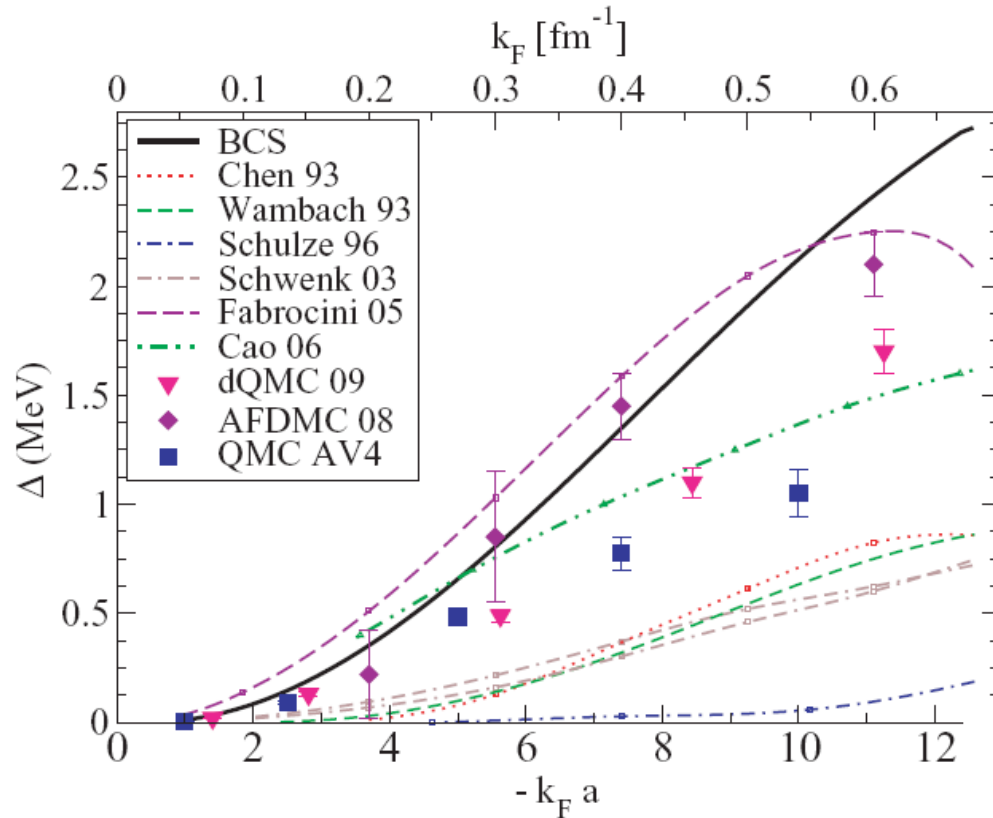 k_F [fm^-1]
0 0.1 0.2 0.3 0.4 0.5 0.6
BCS
Chen 93
Wambach 93
Schulze 96
Schwenk 03
Fabrocini 05
Cao 06
dQMC 09
AFDMC 08
QMC AV4
Δ (MeV)
2.5
2
1.5
1
0.5
0
0 2 4 6 8 10 12
- k_F a